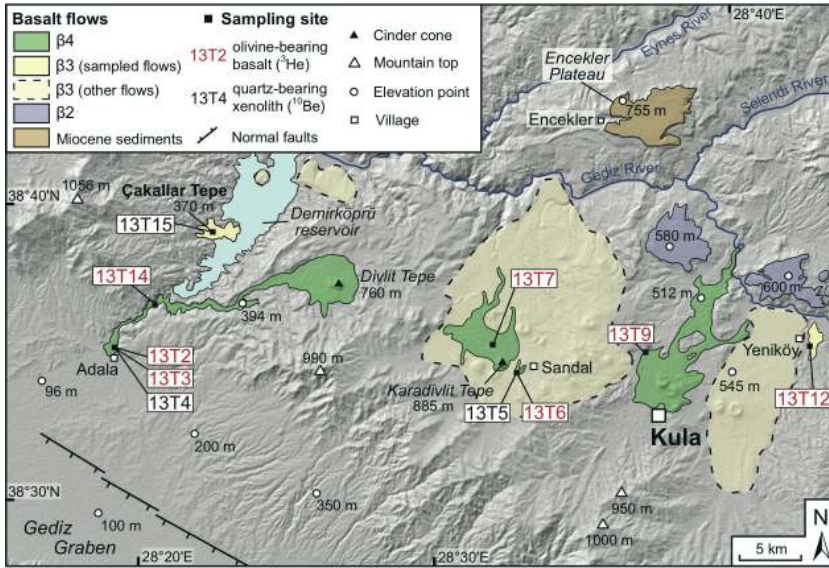 Basalt flows
β4
β3 (sampled flows)
β3 (other flows)
β2
Miocene sediments
Sampling site
13T2 olivine-bearing basalt (³He)
13T4 quartz-bearing xenolith (¹⁰Be)
Normal faults
Cinder cone
Mountain top
Elevation point
Village
28°40'E
Eynes River
Encekler Plateau
755 m
Encekler
Selendi River
Gediz River
38°40'N
1056 m
Çakallar Tepe
370 m
13T15
Demirköprü reservoir
580 m
13T14
Divlit Tepe
760 m
13T7
512 m
600 m
394 m
13T9
Yeniköy
13T2
13T3
13T4
Adala
990 m
Karadivlit Tepe
885 m
Sandal
13T5
13T6
545 m
13T12
96 m
Kula
200 m
38°30'N
350 m
950 m
1000 m
100 m
Gediz Graben
28°20'E
28°30'E
N
5 km